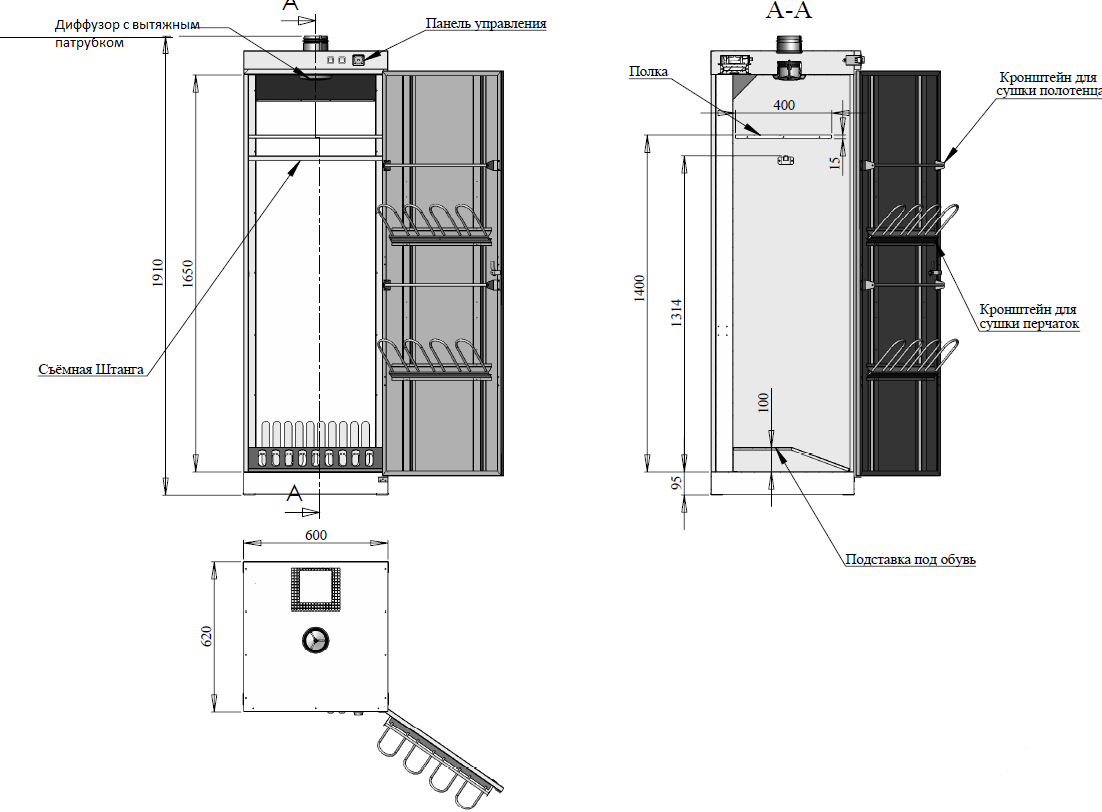 А
Диффузор с вытяжным
патрубком
Панель управления
1910
1650
Съёмная Штанга
А
А-А
Полка
400
15
Кронштейн для
сушки полотенца
1400
1314
Кронштейн для
сушки перчаток
100
95
Подставка под обувь
600
620